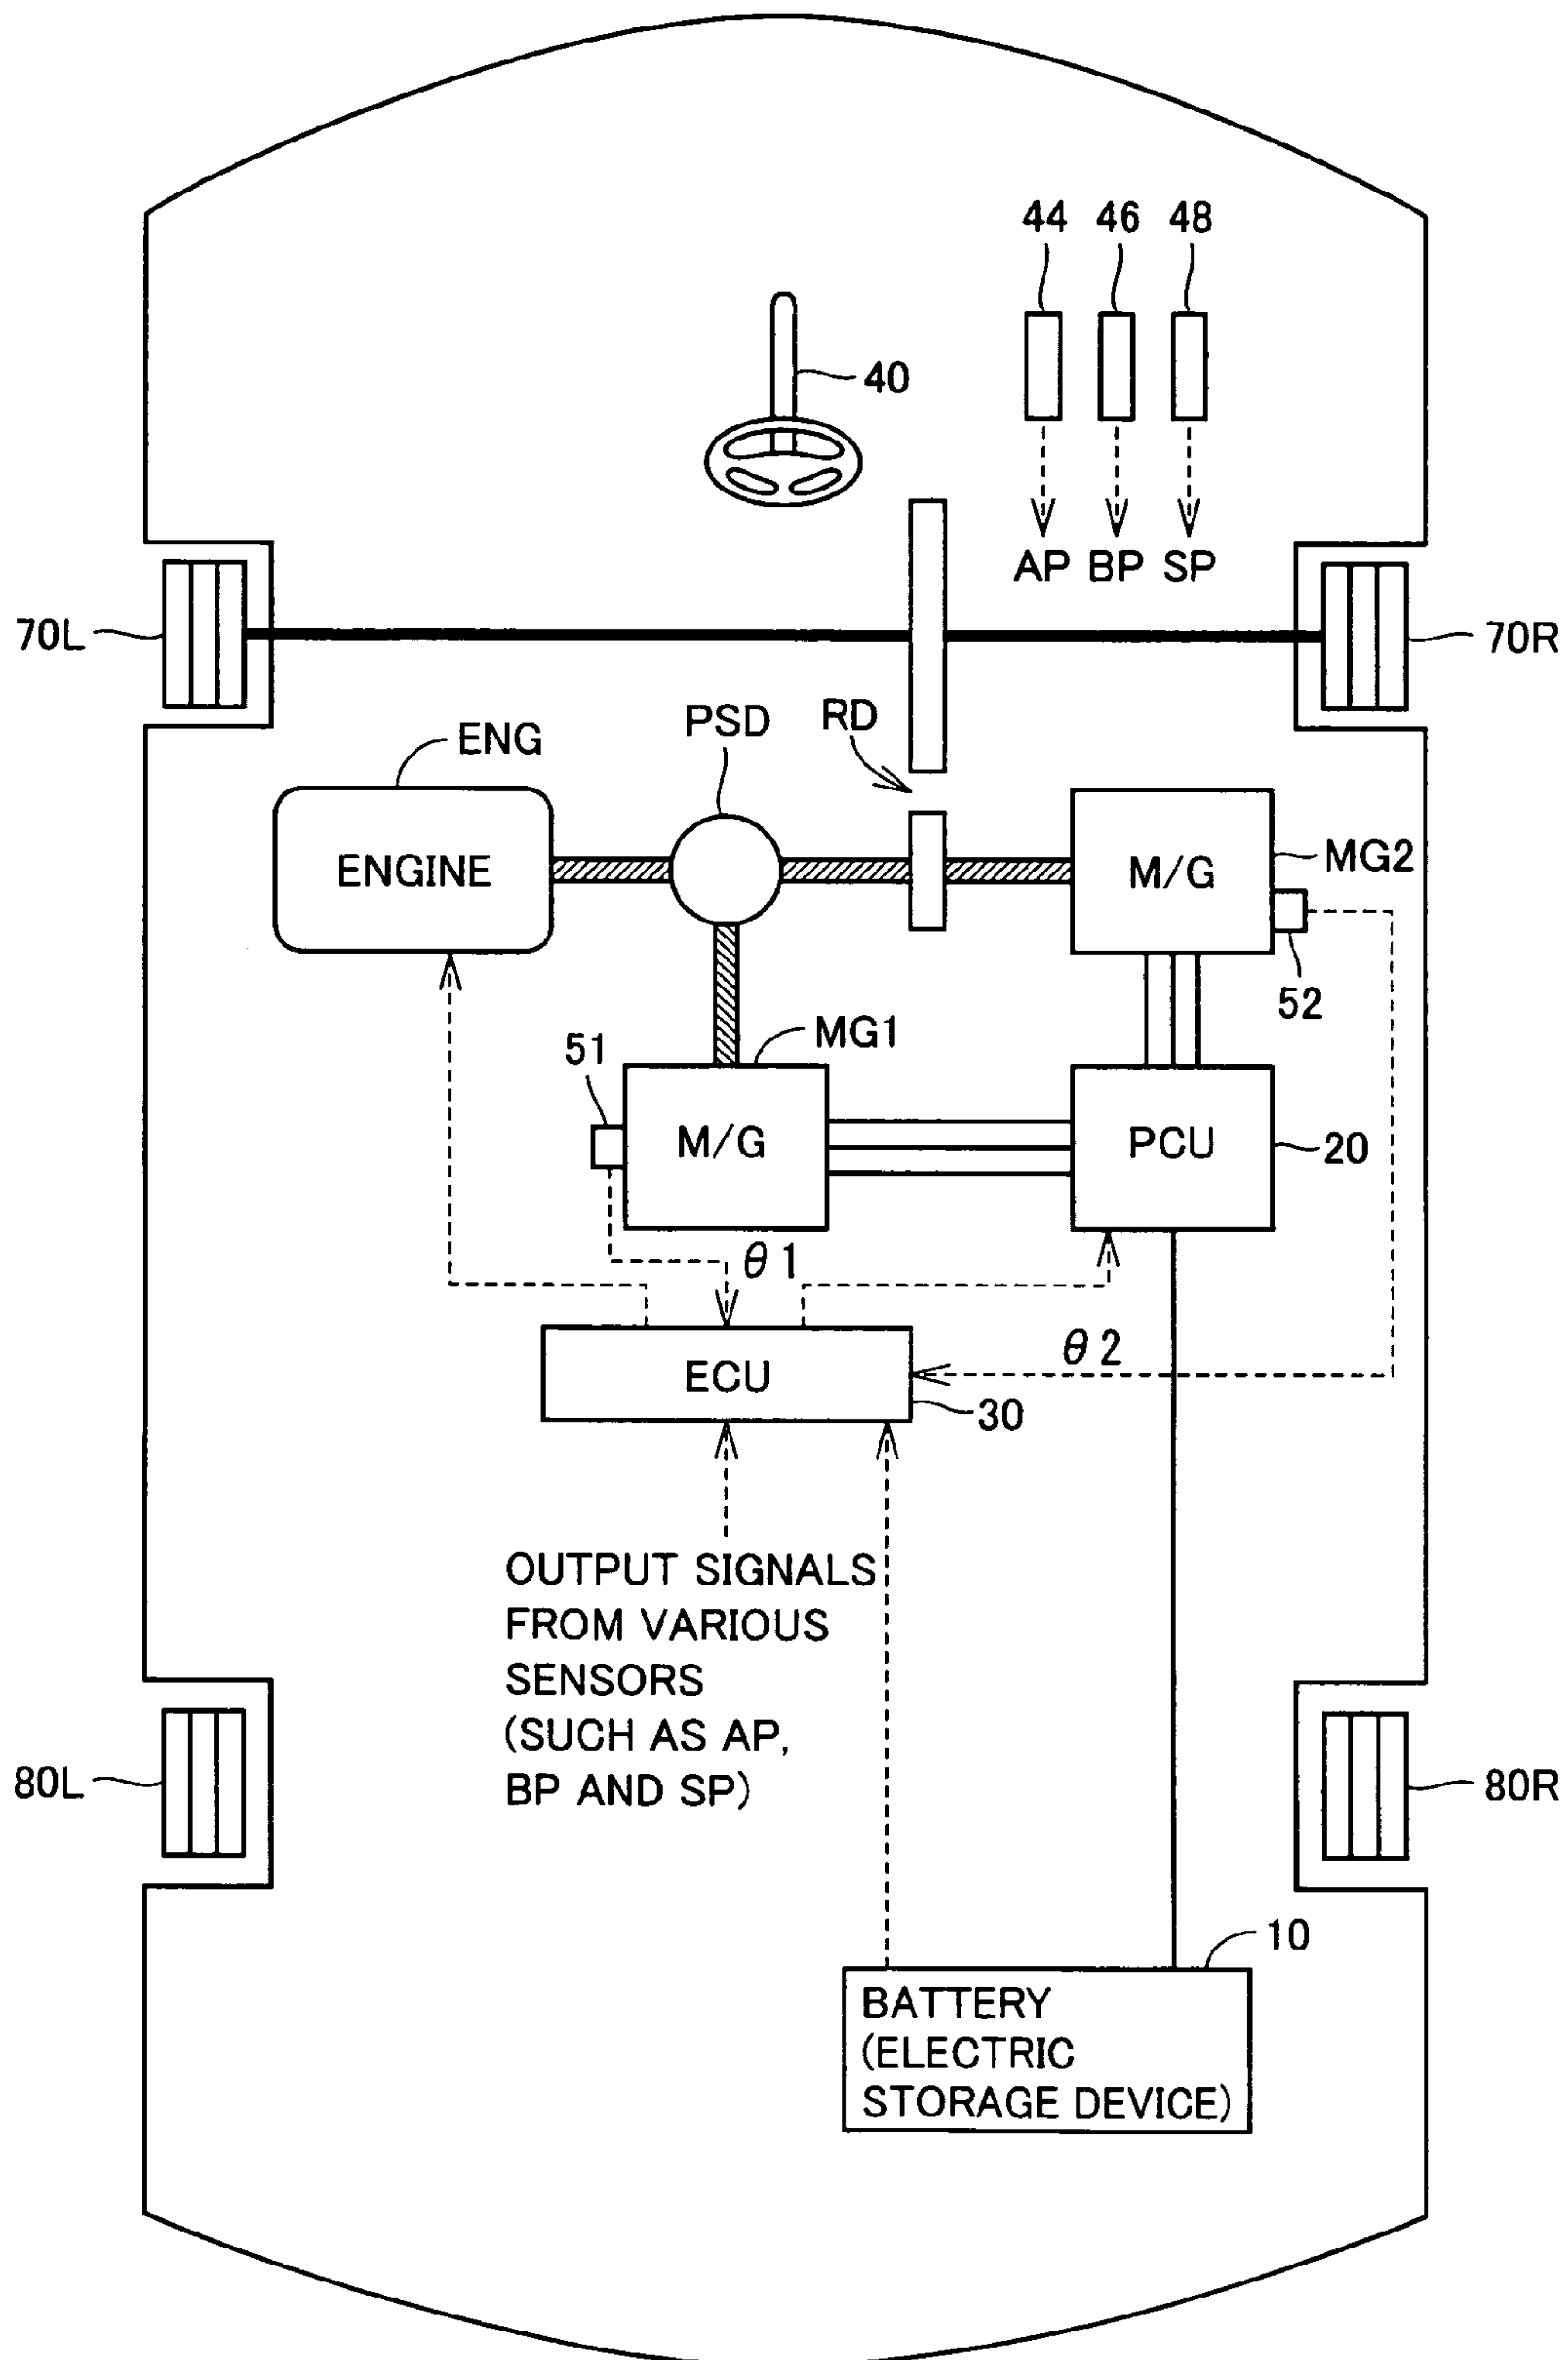 44 46 48
40
AP BP SP
70L
70R
ENG
PSD
RD
ENGINE
M/G
MG2
52
51
MG1
M/G
PCU
20
θ1
θ2
ECU
30
OUTPUT SIGNALS
FROM VARIOUS
SENSORS
(SUCH AS AP,
BP AND SP)
80L
80R
10
BATTERY
(ELECTRIC
STORAGE DEVICE)